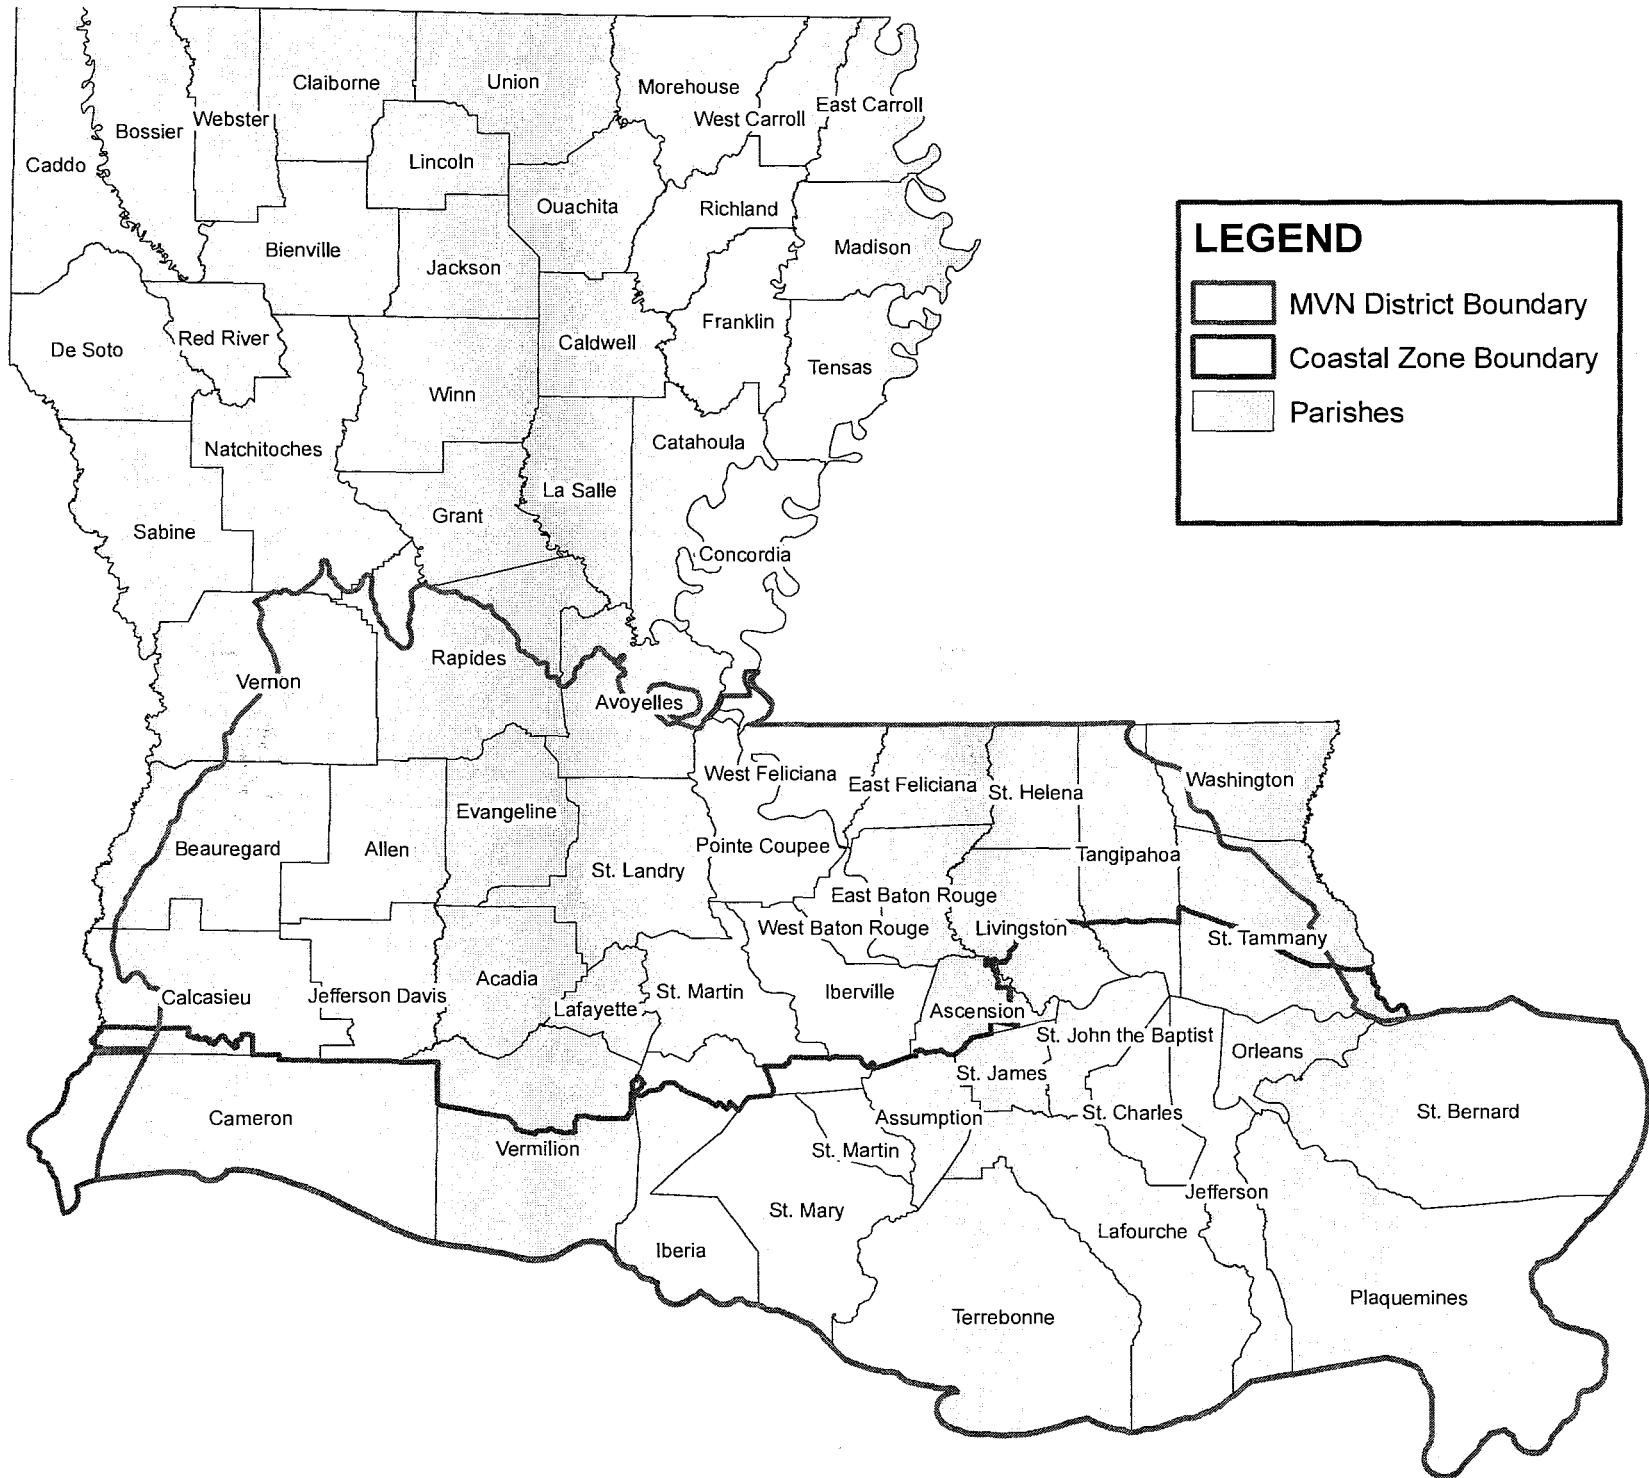 Claiborne
Union
Morehouse
Webster
West Carroll
East Carroll
Bossier
Caddo
Lincoln
Ouachita
Richland
Madison
Bienville
Jackson
De Soto
Red River
Caldwell
Franklin
Tensas
Winn
Natchitoches
Catahoula
Sabine
Grant
La Salle
Concordia
LEGEND
MVN District Boundary
Coastal Zone Boundary
Parishes
Vernon
Rapides
Avoyelles
West Feliciana
East Feliciana
St. Helena
Washington
Beauregard
Allen
Evangeline
St. Landry
Pointe Coupee
Tangipahoa
East Baton Rouge
West Baton Rouge
Livingston
St. Tammany
Calcasieu
Jefferson Davis
Acadia
Lafayette
St. Martin
Iberville
Ascension
St. John the Baptist
Orleans
St. James
Cameron
Vermilion
Assumption
St. Charles
St. Bernard
St. Martin
St. Mary
Jefferson
Iberia
Lafourche
Terrebonne
Plaquemines